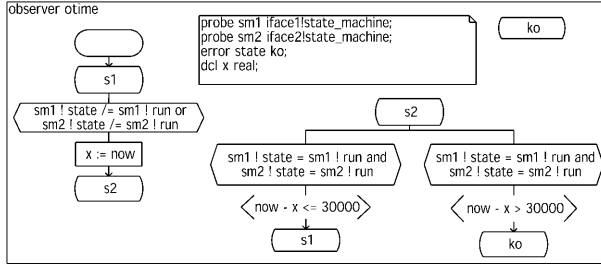 observer otime
probe sm1 iface1!state_machine;
probe sm2 iface2!state_machine;
error state ko;
dcl x real;
ko
s1
sm1 ! state /= sm1 ! run or
sm2 ! state /= sm2 ! run
x := now
s2
s2
sm1 ! state = sm1 ! run and
sm2 ! state = sm2 ! run
now - x <= 30000
s1
sm1 ! state = sm1 ! run and
sm2 ! state = sm2 ! run
now - x > 30000
ko